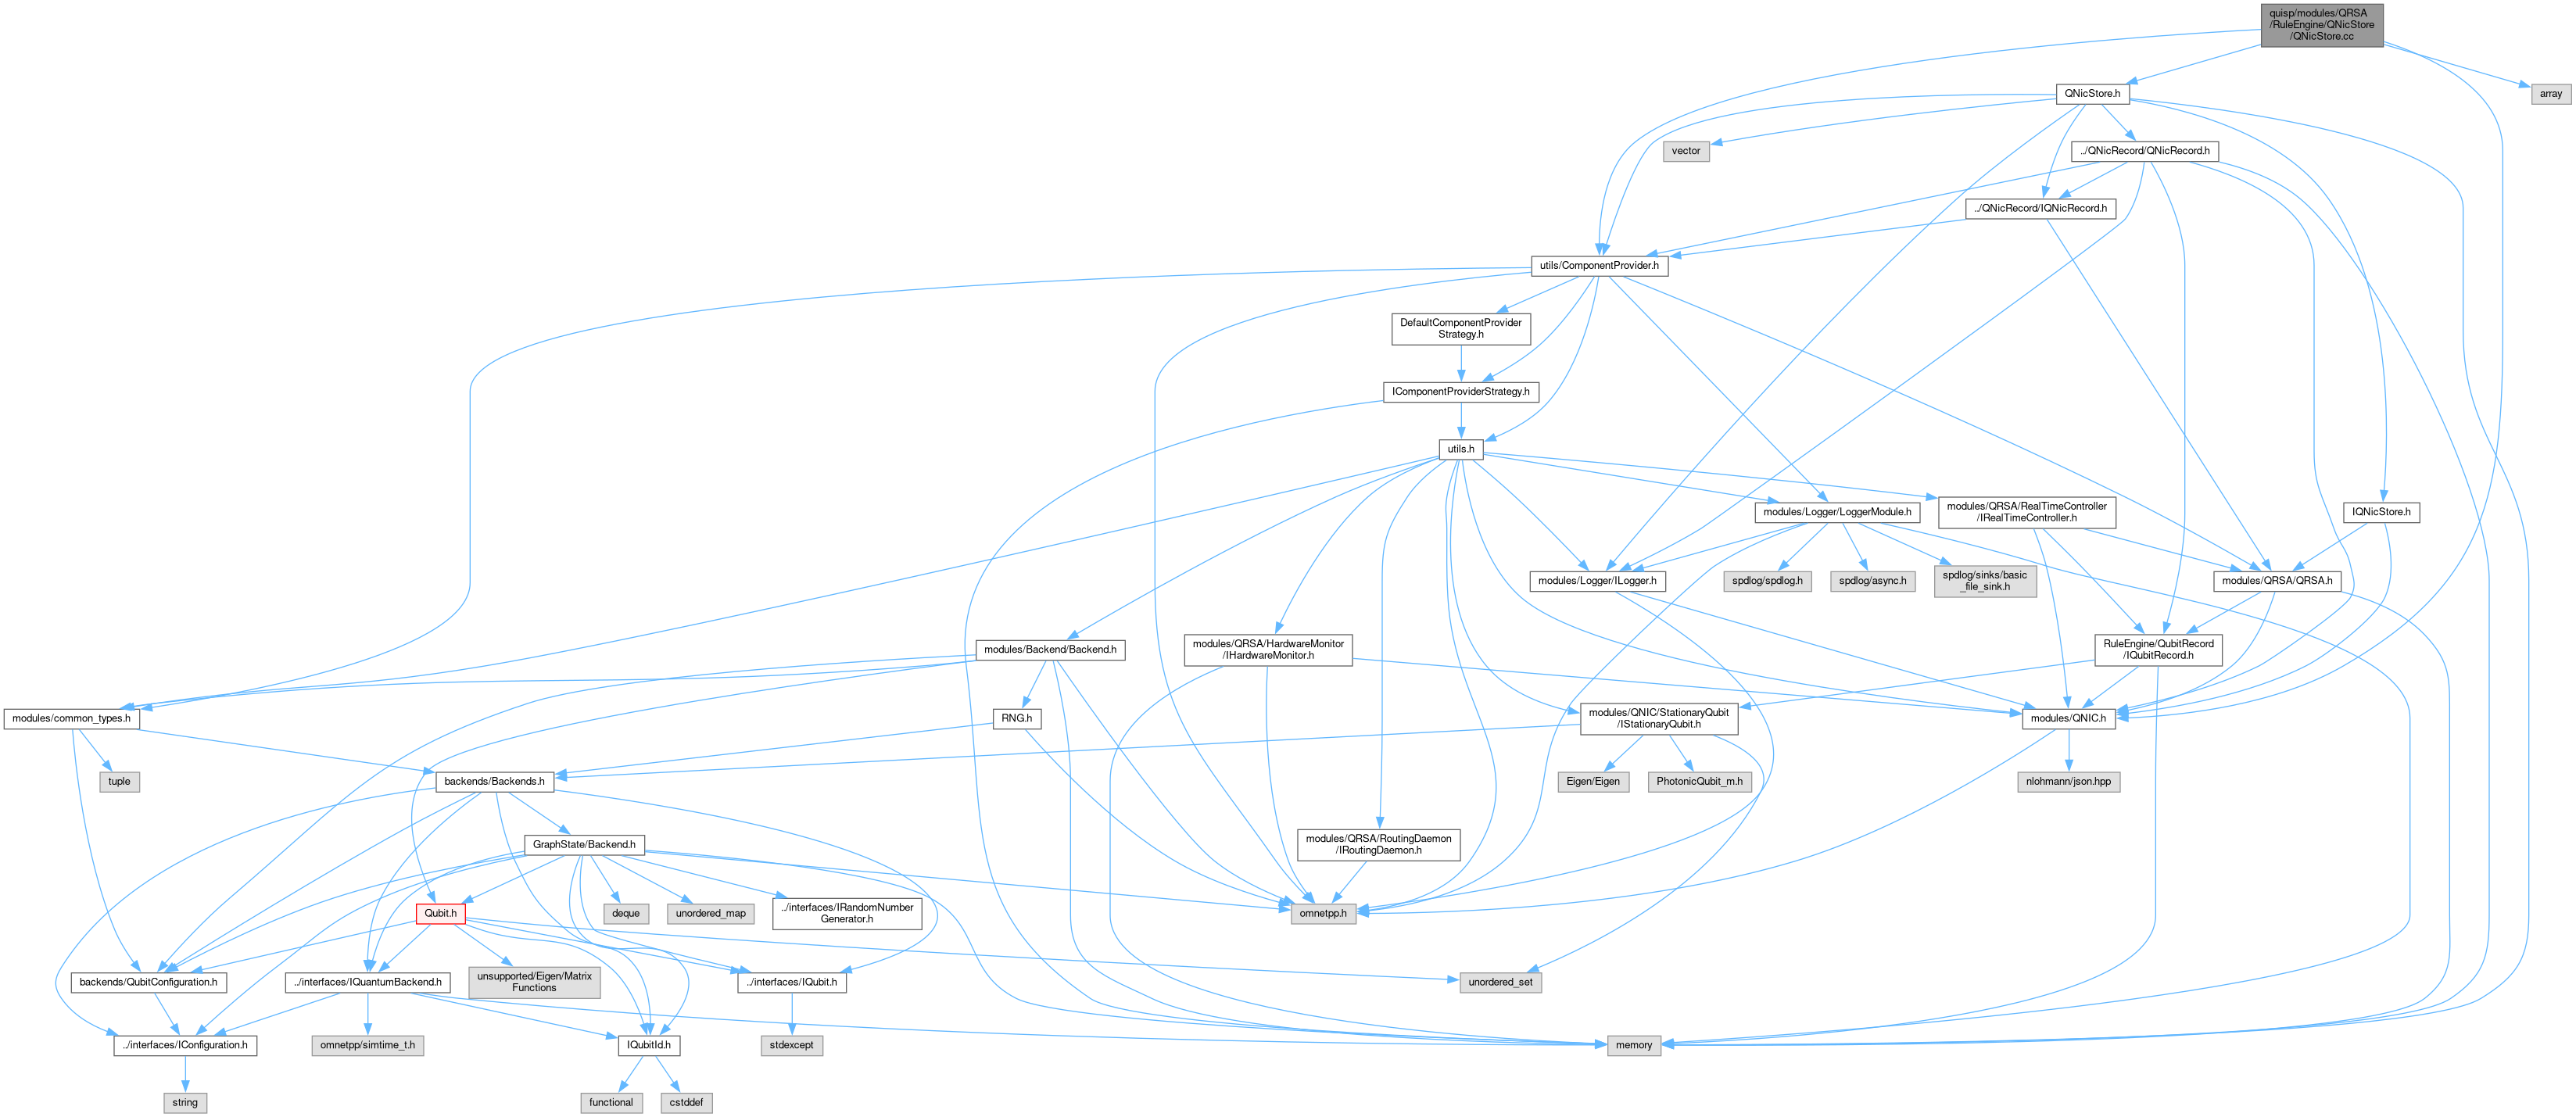 quisp/modules/QRSA
/RuleEngine/QNicStore
/QNicStore.cc
QNicStore.h
array
vector
../QNicRecord/QNicRecord.h
../QNicRecord/IQNicRecord.h
utils/ComponentProvider.h
DefaultComponentProvider
Strategy.h
IComponentProviderStrategy.h
utils.h
modules/Logger/LoggerModule.h
modules/QRSA/RealTimeController
/IRealTimeController.h
IQNicStore.h
modules/Logger/ILogger.h
spdlog/spdlog.h
spdlog/async.h
spdlog/sinks/basic
_file_sink.h
modules/QRSA/QRSA.h
modules/Backend/Backend.h
modules/QRSA/HardwareMonitor
/IHardwareMonitor.h
RuleEngine/QubitRecord
/IQubitRecord.h
modules/common_types.h
RNG.h
modules/QNIC/StationaryQubit
/IStationaryQubit.h
modules/QNIC.h
tuple
backends/Backends.h
Eigen/Eigen
PhotonicQubit_m.h
nlohmann/json.hpp
GraphState/Backend.h
modules/QRSA/RoutingDaemon
/IRoutingDaemon.h
Qubit.h
deque
unordered_map
../interfaces/IRandomNumber
Generator.h
omnetpp.h
backends/QubitConfiguration.h
../interfaces/IQuantumBackend.h
unsupported/Eigen/Matrix
Functions
../interfaces/IQubit.h
unordered_set
../interfaces/IConfiguration.h
omnetpp/simtime_t.h
IQubitId.h
stdexcept
memory
string
functional
cstddef